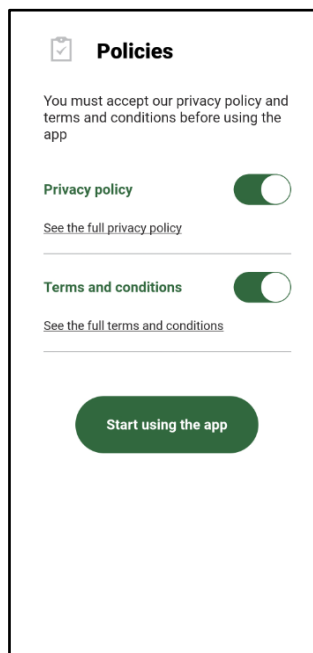 Policies
You must accept our privacy policy and
terms and conditions before using the
app
Privacy policy
See the full privacy policy
Terms and conditions
See the full terms and conditions
Start using the app